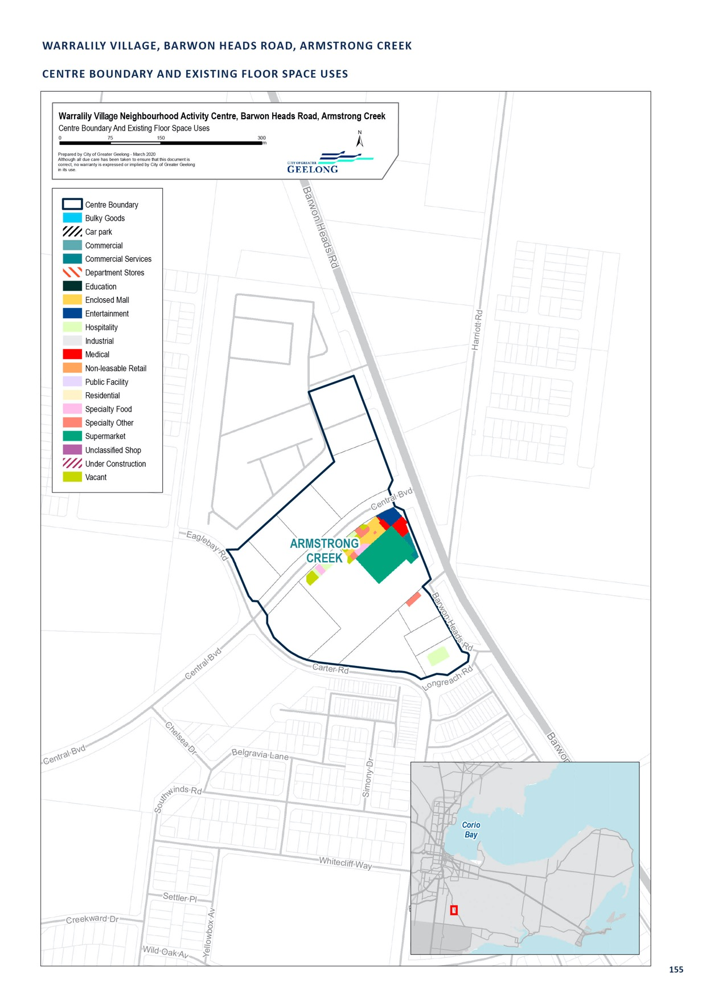 WARRALILY VILLAGE, BARWON HEADS ROAD, ARMSTRONG CREEK
CENTRE BOUNDARY AND EXISTING FLOOR SPACE USES
Warralily Village Neighbourhood Activity Centre, Barwon Heads Road, Armstrong Creek
Centre Boundary And Existing Floor Space Uses
0 75 150 300
m
N
Prepared by City of Greater Geelong - March 2020
Although all due care has been taken to ensure that this document is
correct, no warranty is expressed or implied by City of Greater Geelong
in its use.
CITY OF GREATER
GEELONG
Centre Boundary
Bulky Goods
Car park
Commercial
Commercial Services
Department Stores
Education
Enclosed Mall
Entertainment
Hospitality
Industrial
Medical
Non-leasable Retail
Public Facility
Residential
Specialty Food
Specialty Other
Supermarket
Unclassified Shop
Under Construction
Vacant
Barwon Heads Rd
Harriott Rd
Central Bvd
Eaglebay Rd
ARMSTRONG
CREEK
Barwon Heads Rd
Central Bvd
Carter Rd
Longreach Rd
Chelsea Dr
Central Bvd
Belgravia Lane
Simony Dr
Barwon
Southwinds Rd
Whitecliff Way
Settler Pl
Creekward Dr
Yellowbox Av
Wild Oak Av
Corio
Bay
155